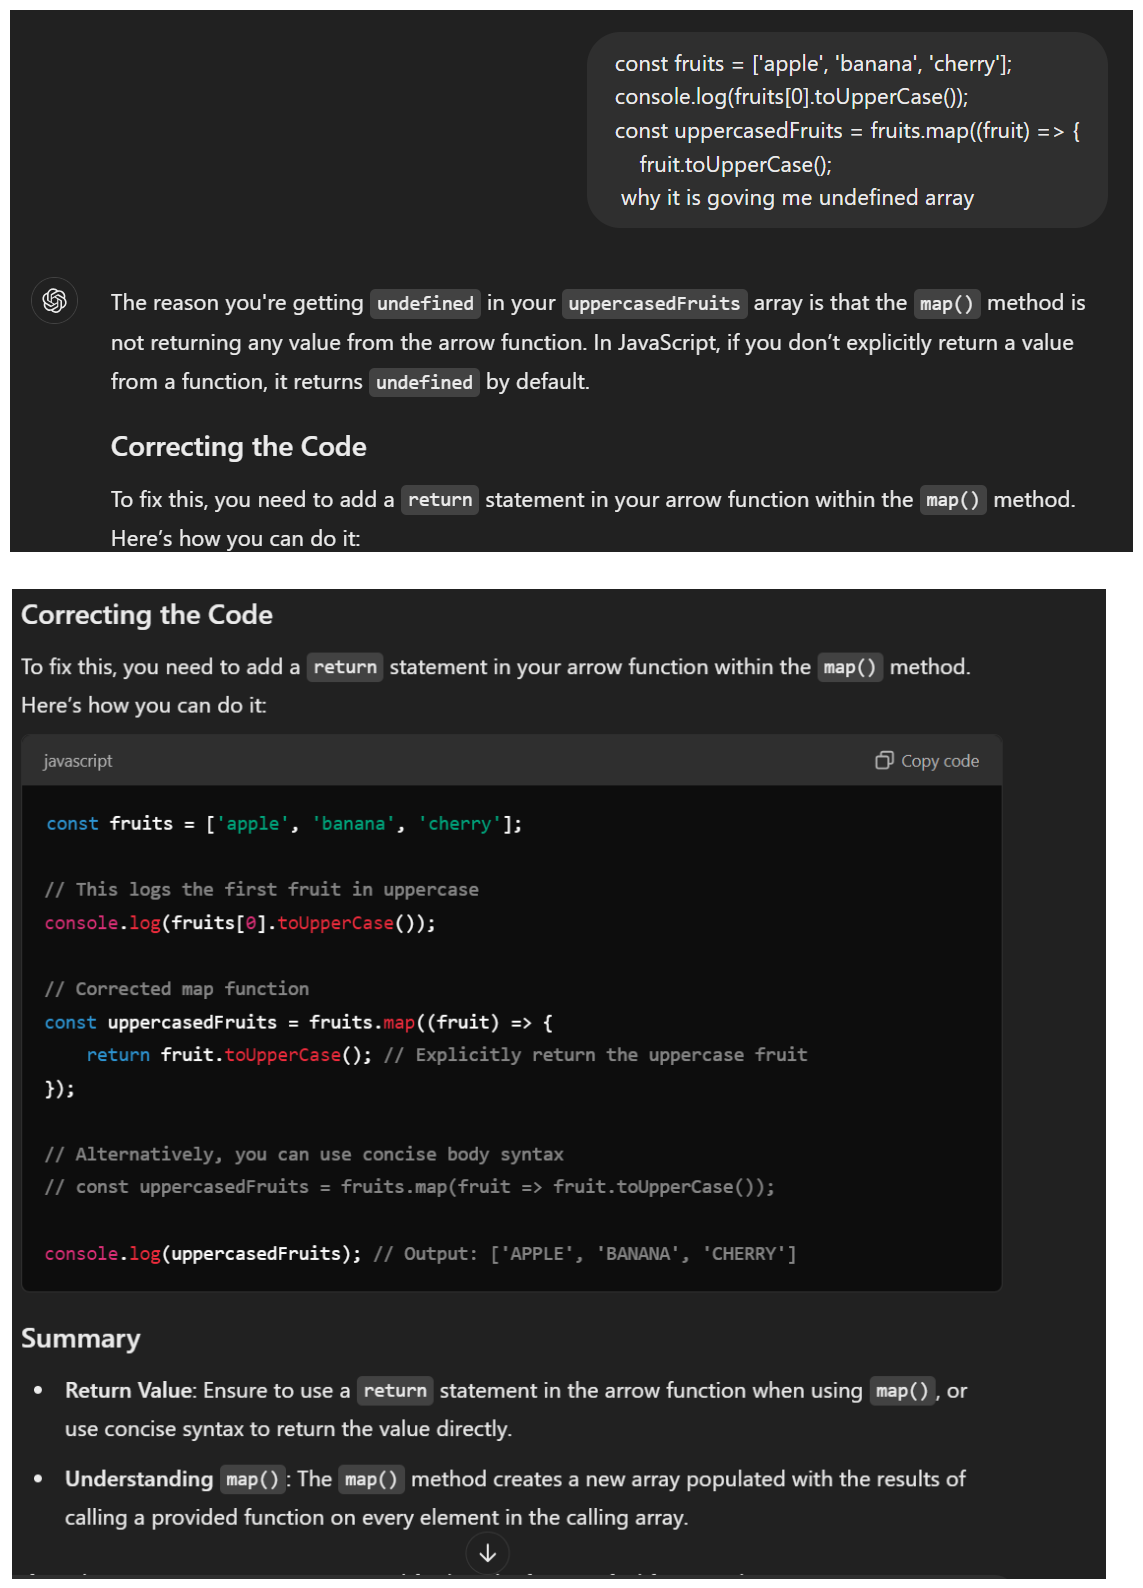 const fruits = ['apple', 'banana', 'cherry'];
console.log(fruits[0].toUpperCase());
const uppercasedFruits = fruits.map((fruit) => {
fruit.toUpperCase();
why it is goving me undefined array
The reason you're getting undefined in your uppercasedFruits array is that the map() method is
not returning any value from the arrow function. In JavaScript, if you don’t explicitly return a value
from a function, it returns undefined by default.
Correcting the Code
To fix this, you need to add a return statement in your arrow function within the map() method.
Here’s how you can do it:
Correcting the Code
To fix this, you need to add a return statement in your arrow function within the map() method.
Here’s how you can do it:
javascript Copy code
const fruits = ['apple', 'banana', 'cherry'];
// This logs the first fruit in uppercase
console.log(fruits[0].toUpperCase());
// Corrected map function
const uppercasedFruits = fruits.map((fruit) => {
return fruit.toUpperCase(); // Explicitly return the uppercase fruit
});
// Alternatively, you can use concise body syntax
// const uppercasedFruits = fruits.map(fruit => fruit.toUpperCase());
console.log(uppercasedFruits); // Output: ['APPLE', 'BANANA', 'CHERRY']
Summary
• Return Value: Ensure to use a return statement in the arrow function when using map(), or
use concise syntax to return the value directly.
• Understanding map(): The map() method creates a new array populated with the results of
calling a provided function on every element in the calling array.